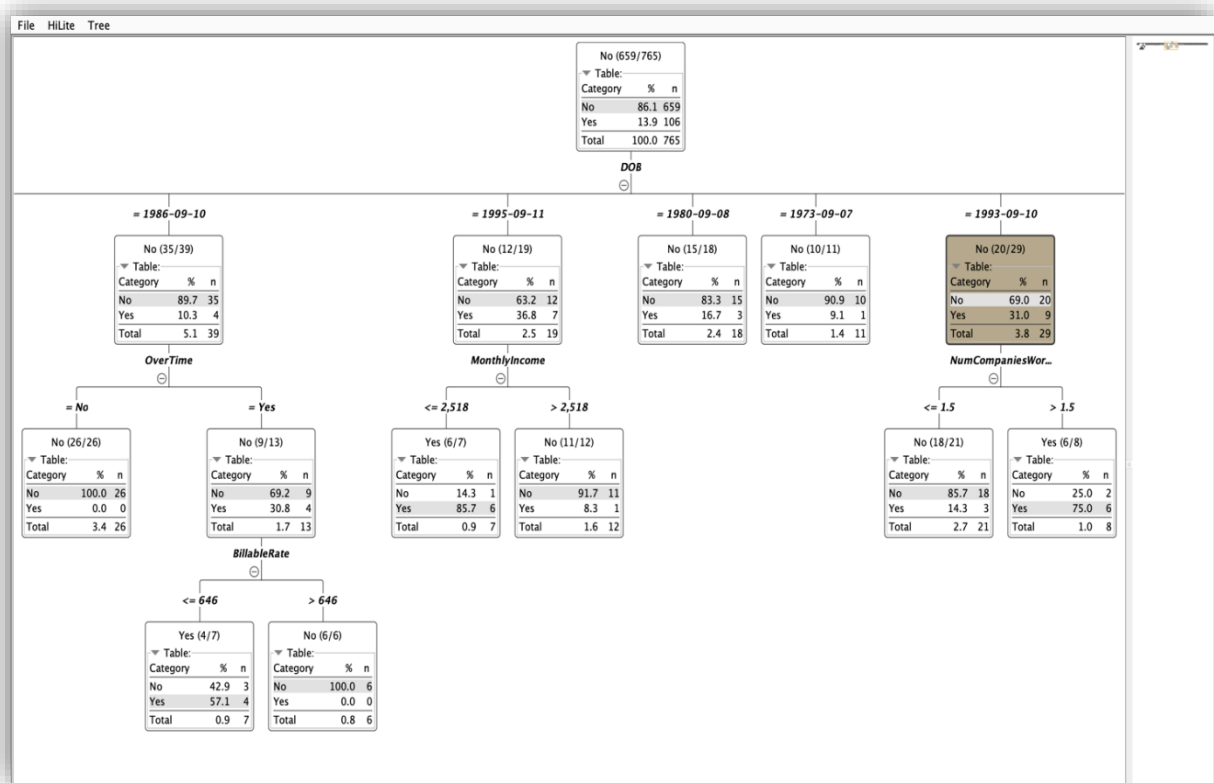 File HiLite Tree
No (659/765)
Table:
Category % n
No 86.1 659
Yes 13.9 106
Total 100.0 765
DOB
= 1986-09-10
No (35/39)
Table:
Category % n
No 89.7 35
Yes 10.3 4
Total 5.1 39
OverTime
= No
No (26/26)
Table:
Category % n
No 100.0 26
Yes 0.0 0
Total 3.4 26
= Yes
No (9/13)
Table:
Category % n
No 69.2 9
Yes 30.8 4
Total 1.7 13
BillableRate
<= 646
Yes (4/7)
Table:
Category % n
No 42.9 3
Yes 57.1 4
Total 0.9 7
> 646
No (6/6)
Table:
Category % n
No 100.0 6
Yes 0.0 0
Total 0.8 6
= 1995-09-11
No (12/19)
Table:
Category % n
No 63.2 12
Yes 36.8 7
Total 2.5 19
MonthlyIncome
<= 2,518
Yes (6/7)
Table:
Category % n
No 14.3 1
Yes 85.7 6
Total 0.9 7
> 2,518
No (11/12)
Table:
Category % n
No 91.7 11
Yes 8.3 1
Total 1.6 12
= 1980-09-08
No (15/18)
Table:
Category % n
No 83.3 15
Yes 16.7 3
Total 2.4 18
= 1973-09-07
No (10/11)
Table:
Category % n
No 90.9 10
Yes 9.1 1
Total 1.4 11
= 1993-09-10
No (20/29)
Table:
Category % n
No 69.0 20
Yes 31.0 9
Total 3.8 29
NumCompaniesWor...
<= 1.5
No (18/21)
Table:
Category % n
No 85.7 18
Yes 14.3 3
Total 2.7 21
> 1.5
Yes (6/8)
Table:
Category % n
No 25.0 2
Yes 75.0 6
Total 1.0 8